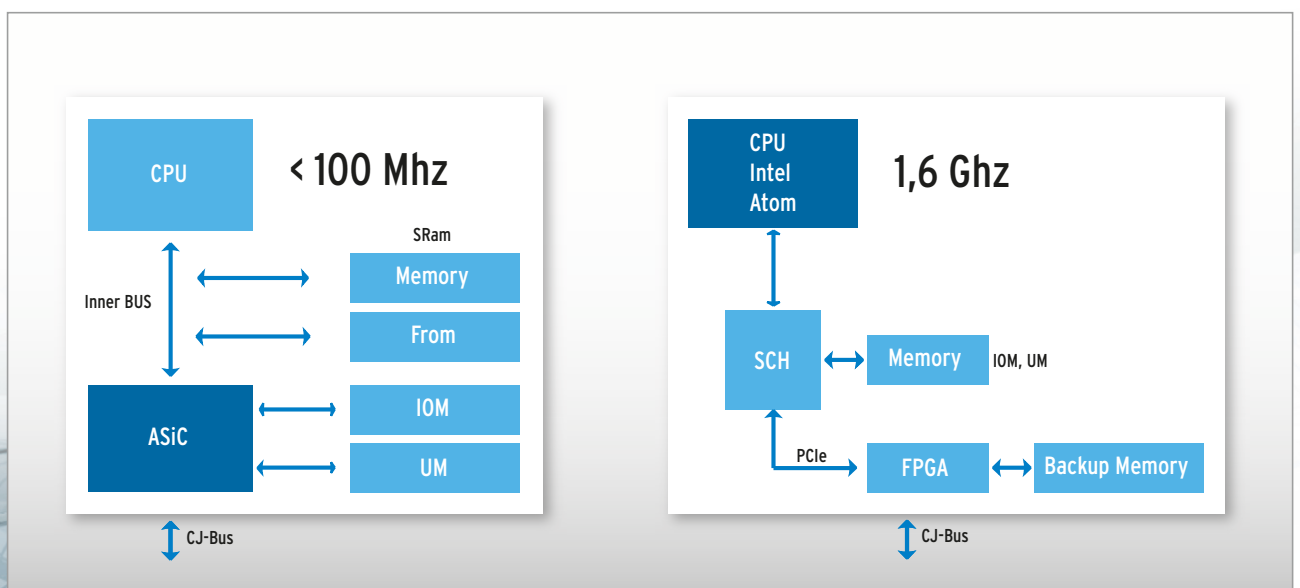 CPU
< 100 Mhz
SRam
Memory
Inner BUS
From
IOM
ASiC
UM
CJ-Bus
CPU
Intel
Atom
1,6 Ghz
SCH
Memory
IOM, UM
PCIe
FPGA
Backup Memory
CJ-Bus